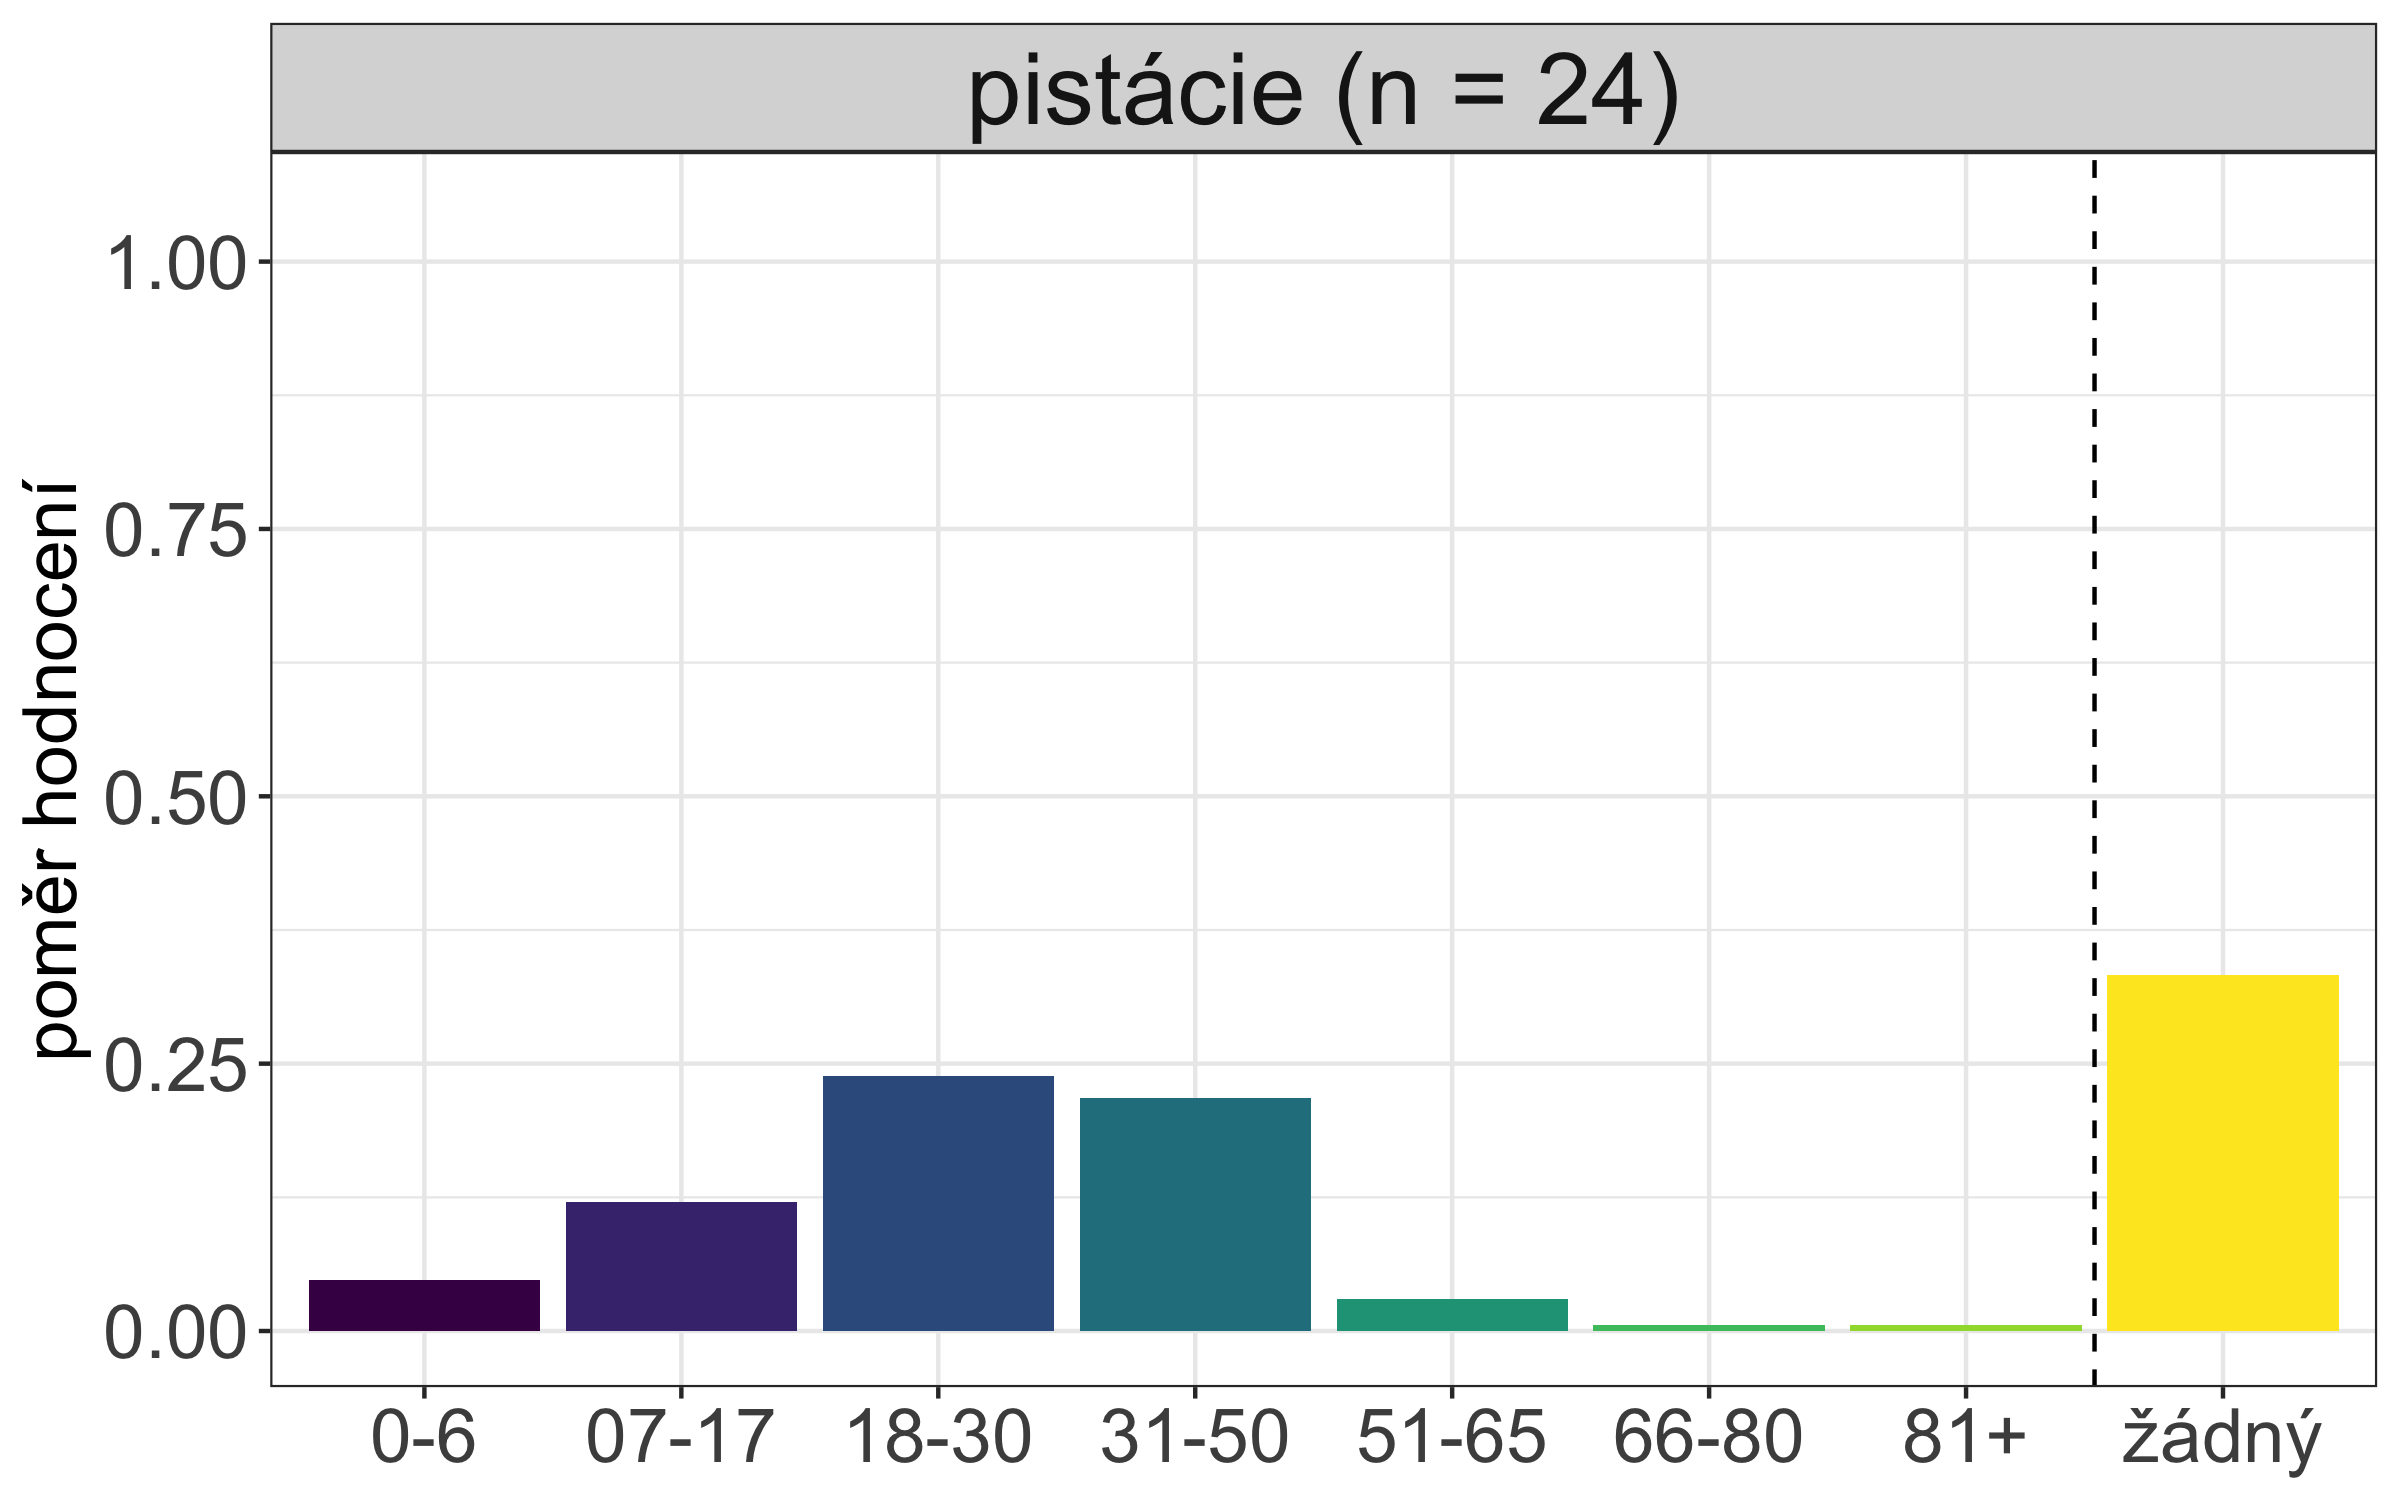 pistácie (n = 24)
poměr hodnocení
1.00
0.75
0.50
0.25
0.00
0-6 07-17 18-30 31-50 51-65 66-80 81+ žádný